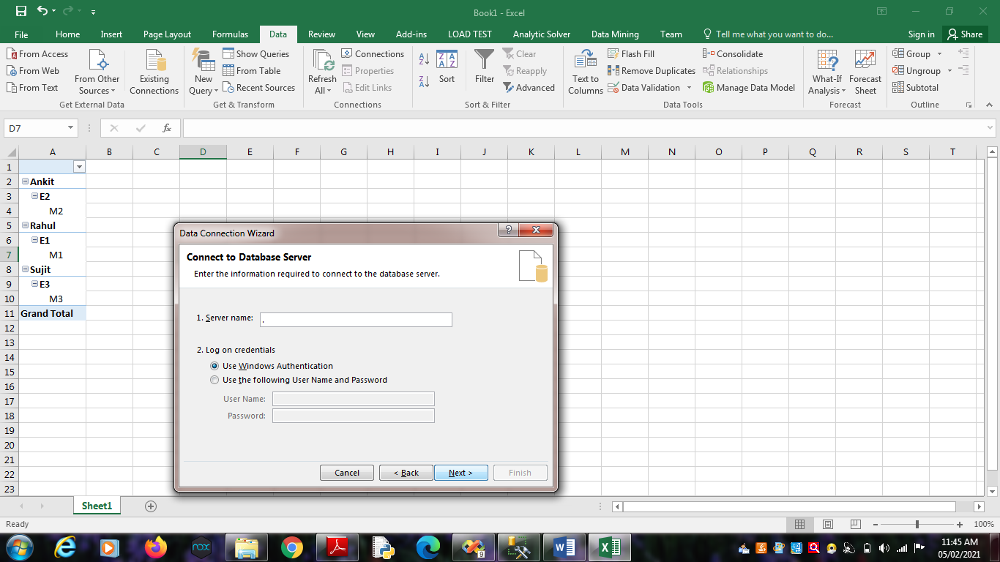 Book1 - Excel
File Home Insert Page Layout Formulas Data Review View Add-ins LOAD TEST Analytic Solver Data Mining Team Tell me what you want to do... Sign in Share
From Access
From Web
From Text
From Other Sources
Existing Connections
Get External Data
New Query
Show Queries
From Table
Recent Sources
Get & Transform
Refresh All
Connections
Properties
Edit Links
Connections
Sort
Filter
Clear
Reapply
Advanced
Sort & Filter
Text to Columns
Flash Fill
Remove Duplicates
Data Validation
Consolidate
Relationships
Manage Data Model
Data Tools
What-If Analysis
Forecast Sheet
Forecast
Group
Ungroup
Subtotal
Outline
D7 fx
A B C D E F G H I J K L M N O P Q R S T
1
2 Ankit
3 E2
4 M2
5 Rahul
6 E1
7 M1
8 Sujit
9 E3
10 M3
11 Grand Total
12
13
14
15
16
17
18
19
20
21
22
23
Data Connection Wizard
Connect to Database Server
Enter the information required to connect to the database server.
1. Server name: .
2. Log on credentials
Use Windows Authentication
Use the following User Name and Password
User Name:
Password:
Cancel < Back Next > Finish
Sheet1
Ready 100%
nox
9
11:45 AM
05/02/2021